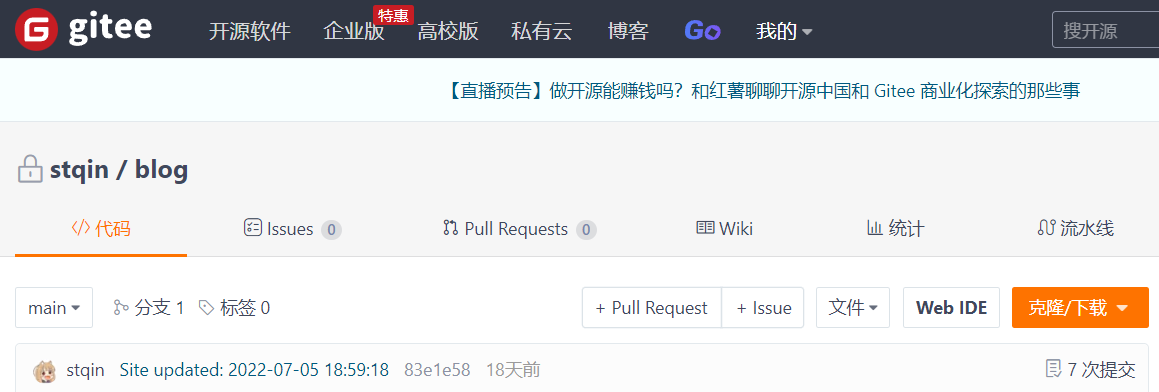 gitee 开源软件 企业版 特惠 高校版 私有云 博客 Go 我的 搜开源
【直播预告】做开源能赚钱吗？和红薯聊聊开源中国和 Gitee 商业化探索的那些事
stqin / blog
代码 Issues 0 Pull Requests 0 Wiki 统计 流水线
main 分支 1 标签 0 + Pull Request + Issue 文件 Web IDE 克隆/下载
stqin Site updated: 2022-07-05 18:59:18 83e1e58 18天前 7 次提交